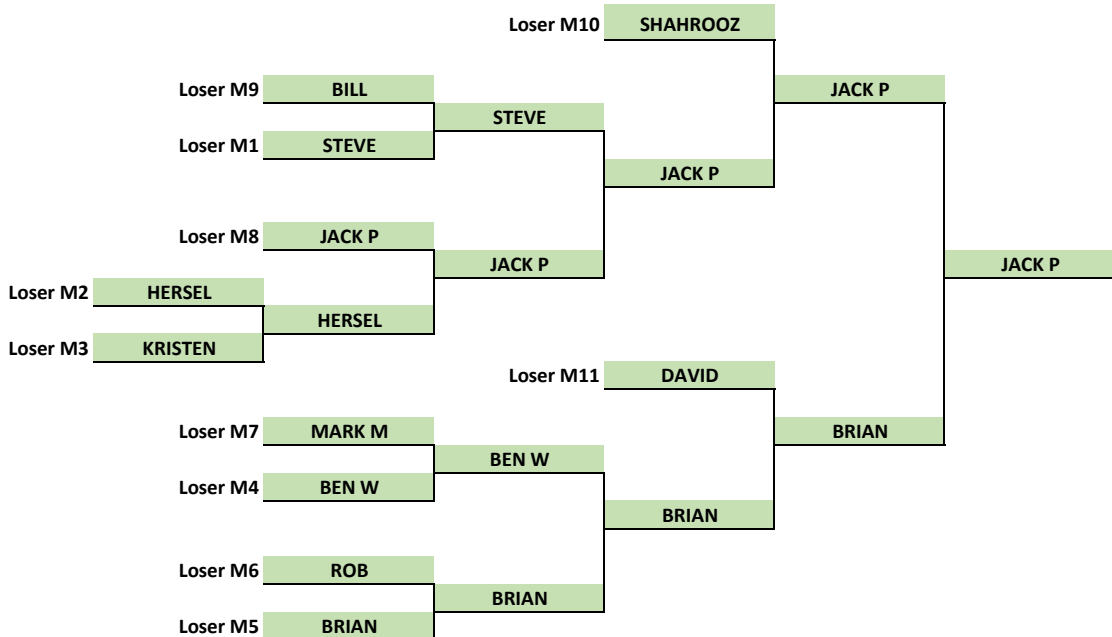 Loser M10 SHAHROOZ
Loser M9 BILL JACK P
STEVE
Loser M1 STEVE
JACK P
Loser M8 JACK P
JACK P JACK P
Loser M2 HERSEL
HERSEL
Loser M3 KRISTEN
Loser M11 DAVID
Loser M7 MARK M BRIAN
BEN W
Loser M4 BEN W
BRIAN
Loser M6 ROB
BRIAN
Loser M5 BRIAN